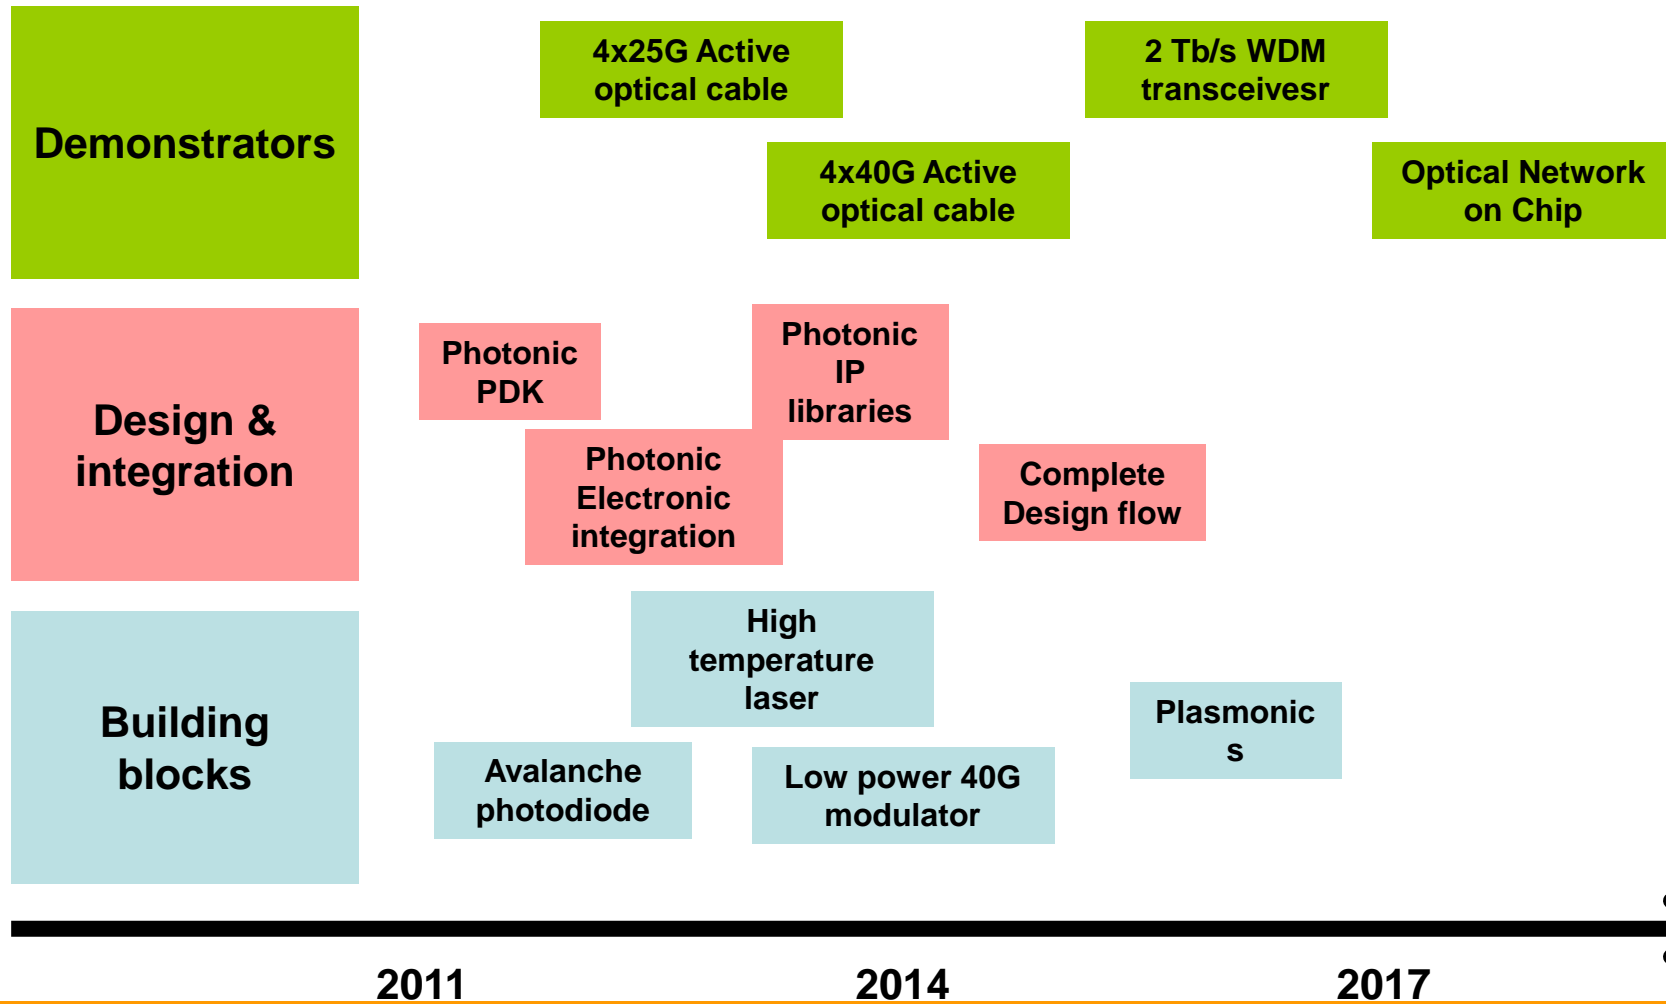 Demonstrators
4x25G Active
optical cable
2 Tb/s WDM
transceivesr
4x40G Active
optical cable
Optical Network
on Chip
Design &
integration
Photonic
PDK
Photonic
IP
libraries
Photonic
Electronic
integration
Complete
Design flow
Building
blocks
High
temperature
laser
Avalanche
photodiode
Low power 40G
modulator
Plasmonic
s
2011
2014
2017